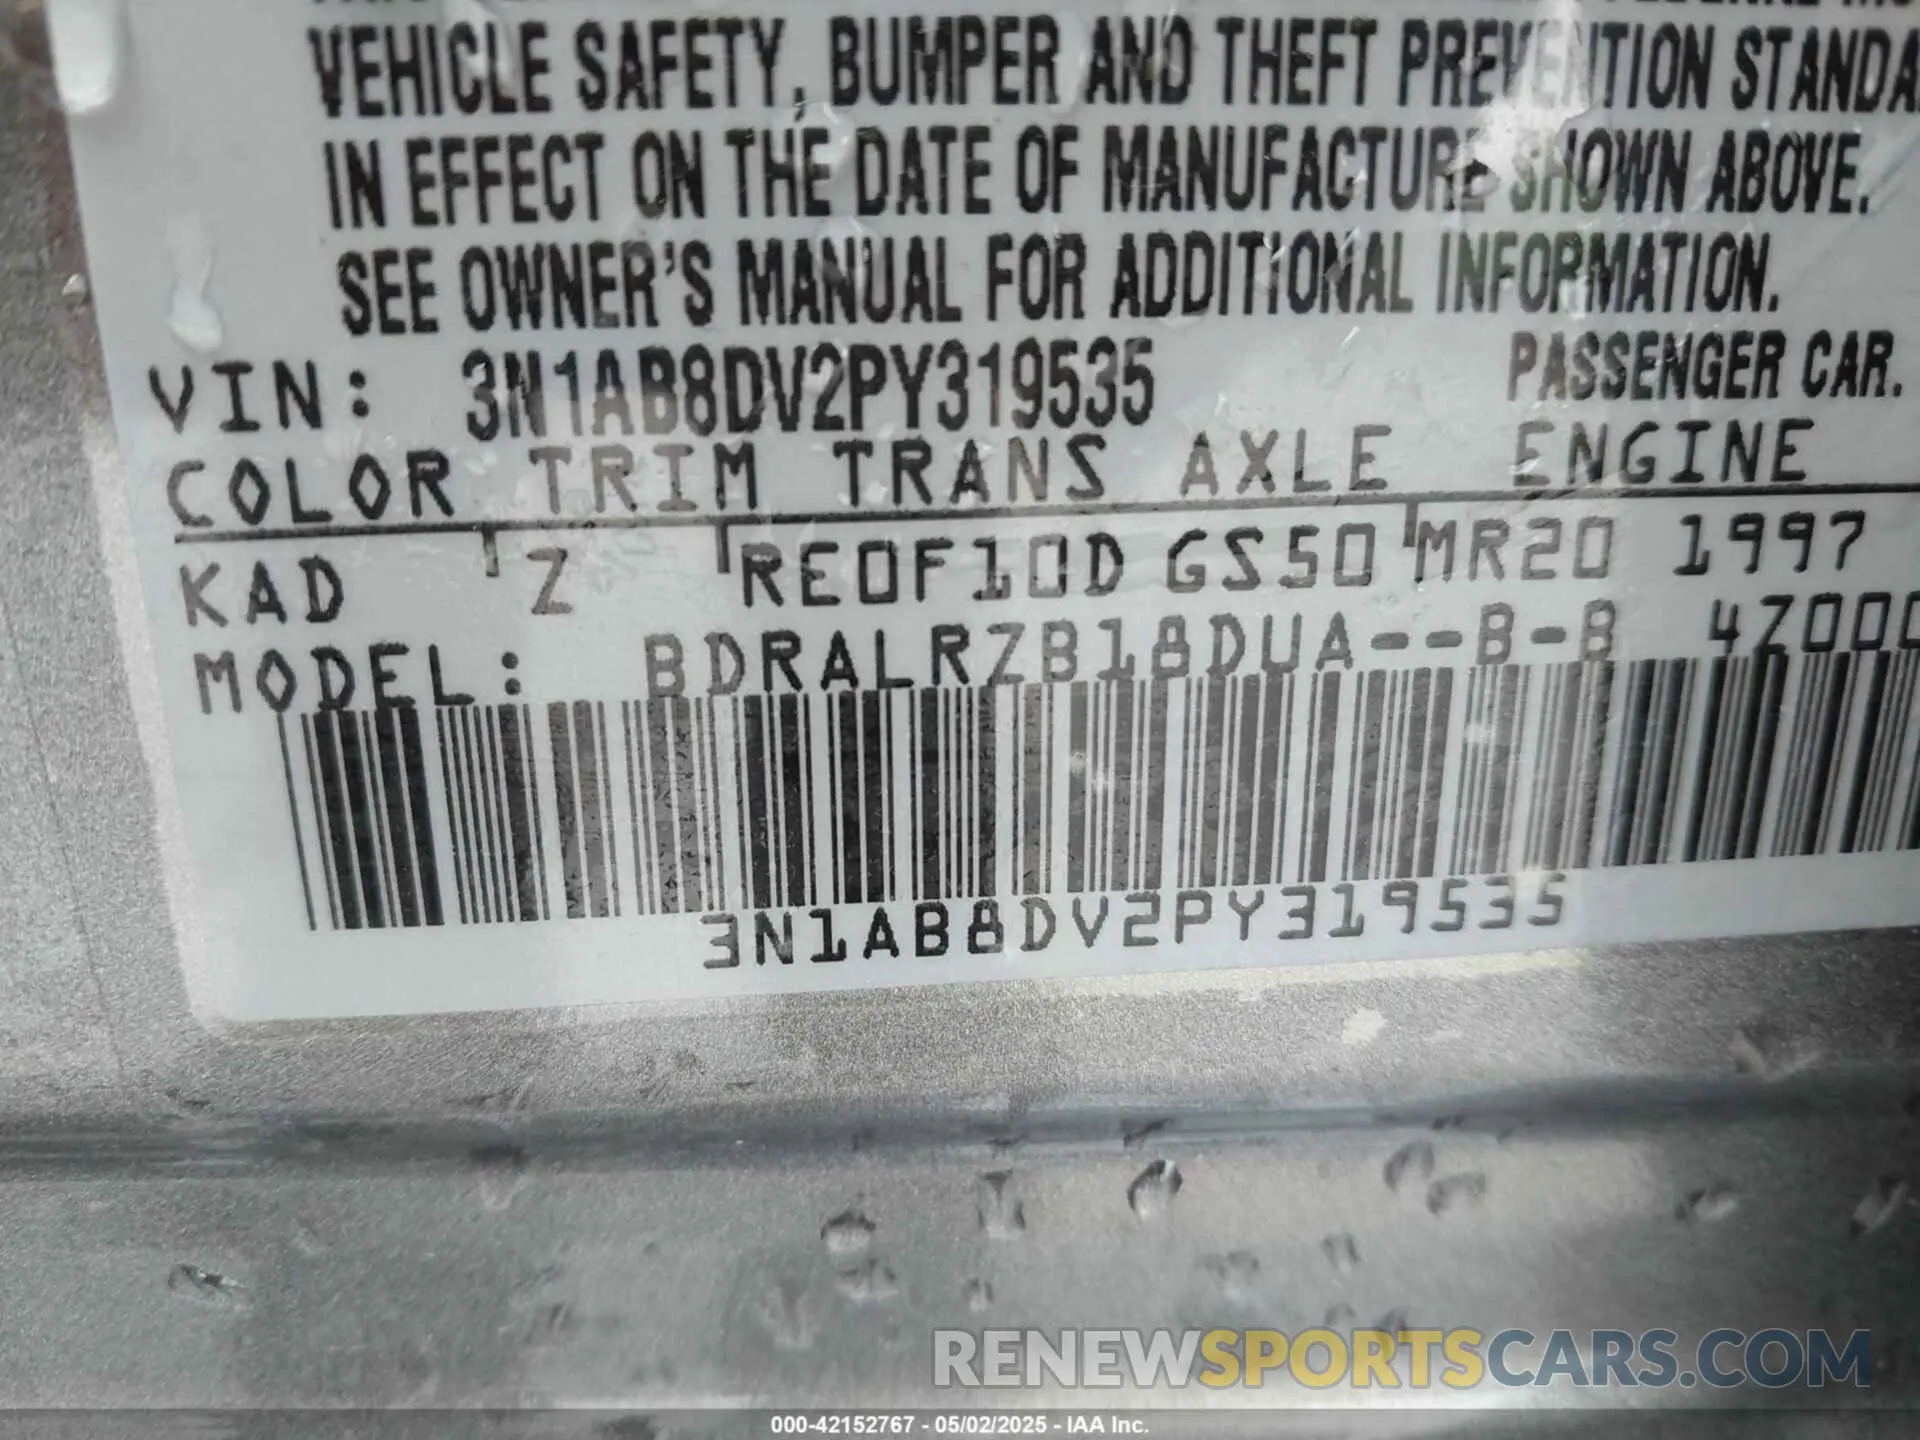 VEHICLE SAFETY, BUMPER AND THEFT PREVENTION STANDA
IN EFFECT ON THE DATE OF MANUFACTURE SHOWN ABOVE.
SEE OWNER'S MANUAL FOR ADDITIONAL INFORMATION.
VIN: 3N1AB8DV2PY319535 PASSENGER CAR.
COLOR TRIM TRANS AXLE ENGINE
KAD Z RE0F10D GS50 MR20 1997
MODEL: BDRALRZB18DUA--B-B 4Z000
3N1AB8DV2PY319535
RENEWSPORTSCARS.COM
000-42152767 - 05/02/2025 - IAA Inc.